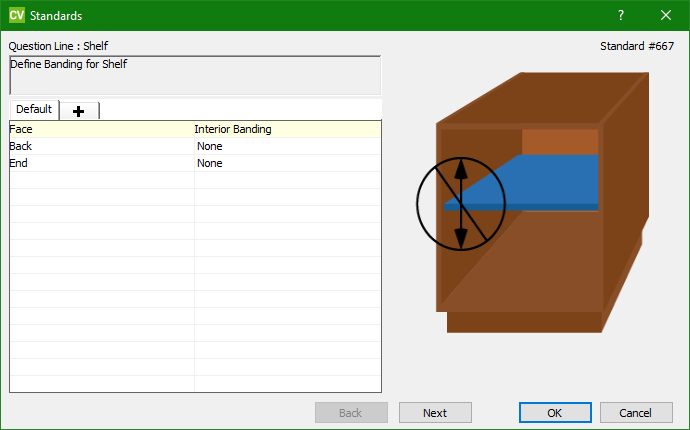 CV Standards ? ×
Question Line : Shelf Standard #667
Define Banding for Shelf
Default +
Face Interior Banding
Back None
End None
Back Next OK Cancel